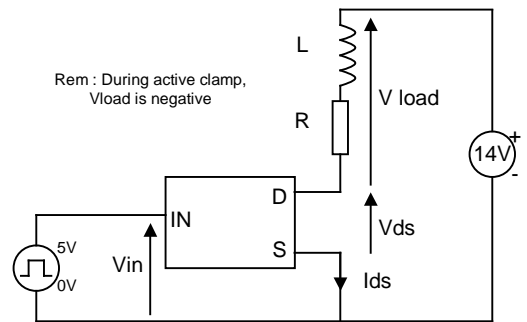 L
Rem : During active clamp,
Vload is negative
V load
R
14V
+
-
D
IN
Vds
S
5V
0V
Vin
Ids